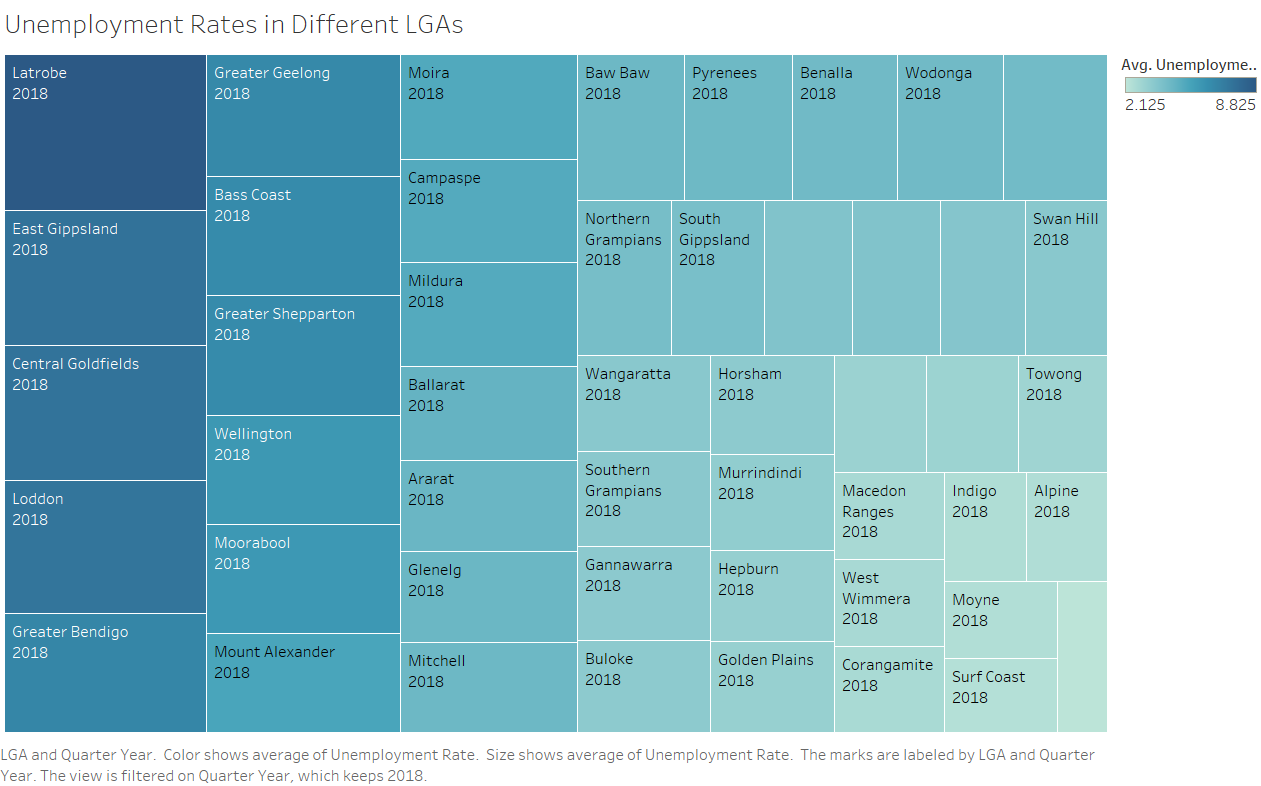 Unemployment Rates in Different LGAs
Latrobe
2018
East Gippsland
2018
Central Goldfields
2018
Loddon
2018
Greater Bendigo
2018
Greater Geelong
2018
Bass Coast
2018
Greater Shepparton
2018
Wellington
2018
Moorabool
2018
Mount Alexander
2018
Moira
2018
Campaspe
2018
Mildura
2018
Ballarat
2018
Ararat
2018
Glenelg
2018
Mitchell
2018
Baw Baw
2018
Pyrenees
2018
Benalla
2018
Wodonga
2018
Northern
Grampians
2018
South
Gippsland
2018
Swan Hill
2018
Wangaratta
2018
Southern
Grampians
2018
Gannawarra
2018
Buloke
2018
Horsham
2018
Murrindindi
2018
Hepburn
2018
Golden Plains
2018
Towong
2018
Macedon
Ranges
2018
West
Wimmera
2018
Corangamite
2018
Indigo
2018
Alpine
2018
Moyne
2018
Surf Coast
2018
Avg. Unemployme..
2.125 8.825
LGA and Quarter Year.  Color shows average of Unemployment Rate.  Size shows average of Unemployment Rate.  The marks are labeled by LGA and Quarter
Year. The view is filtered on Quarter Year, which keeps 2018.